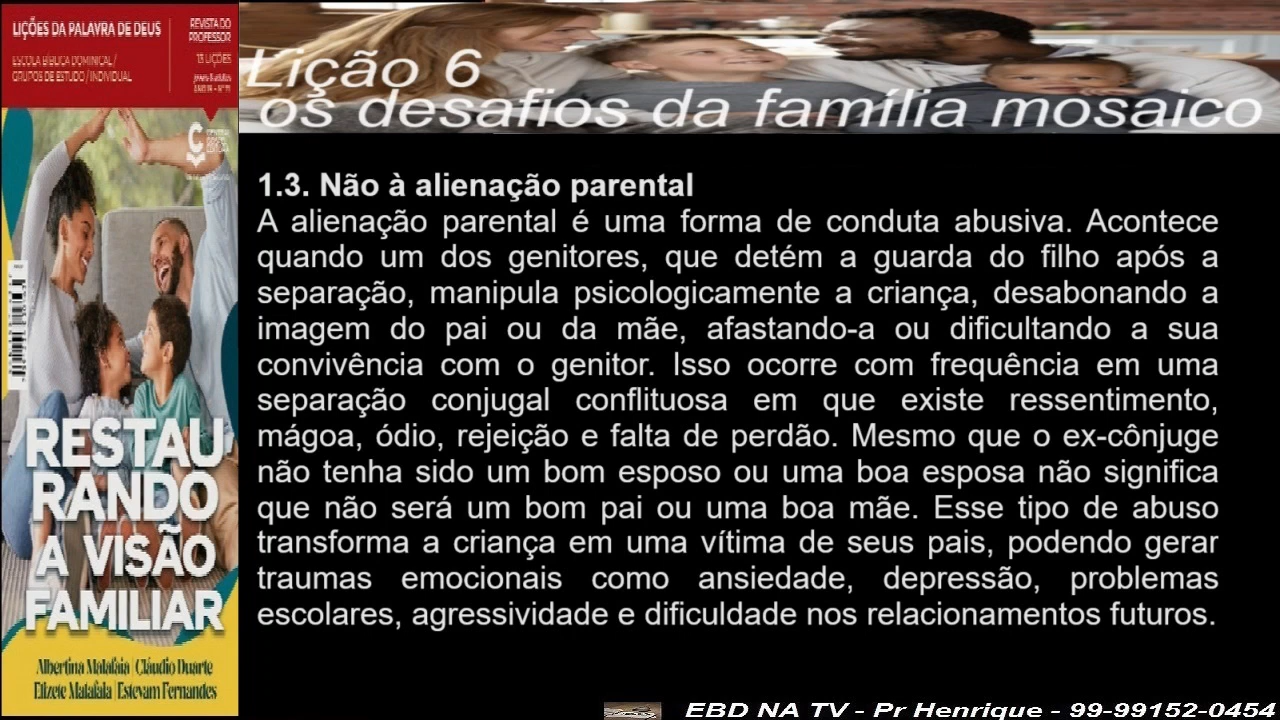 LIÇÕES DA PALAVRA DE DEUS
REVISTA DO
PROFESSOR
ESCOLA BÍBLICA DOMINICAL /
GRUPOS DE ESTUDO / INDIVIDUAL
13 LIÇÕES
Lição 6
os desafios da família mosaico
1.3. Não à alienação parental
A alienação parental é uma forma de conduta abusiva. Acontece
quando um dos genitores, que detém a guarda do filho após a
separação, manipula psicologicamente a criança, desabonando a
imagem do pai ou da mãe, afastando-a ou dificultando a sua
convivência com o genitor. Isso ocorre com frequência em uma
separação conjugal conflituosa em que existe ressentimento,
mágoa, ódio, rejeição e falta de perdão. Mesmo que o ex-cônjuge
não tenha sido um bom esposo ou uma boa esposa não significa
que não será um bom pai ou uma boa mãe. Esse tipo de abuso
transforma a criança em uma vítima de seus pais, podendo gerar
traumas emocionais como ansiedade, depressão, problemas
escolares, agressividade e dificuldade nos relacionamentos futuros.
RESTAU
RANDO
A VISÃO
FAMILIAR
Albertina Malafaia | Cláudio Duarte
Elizete Malafaia | Estevam Fernandes
EBD NA TV - Pr Henrique - 99-99152-0454